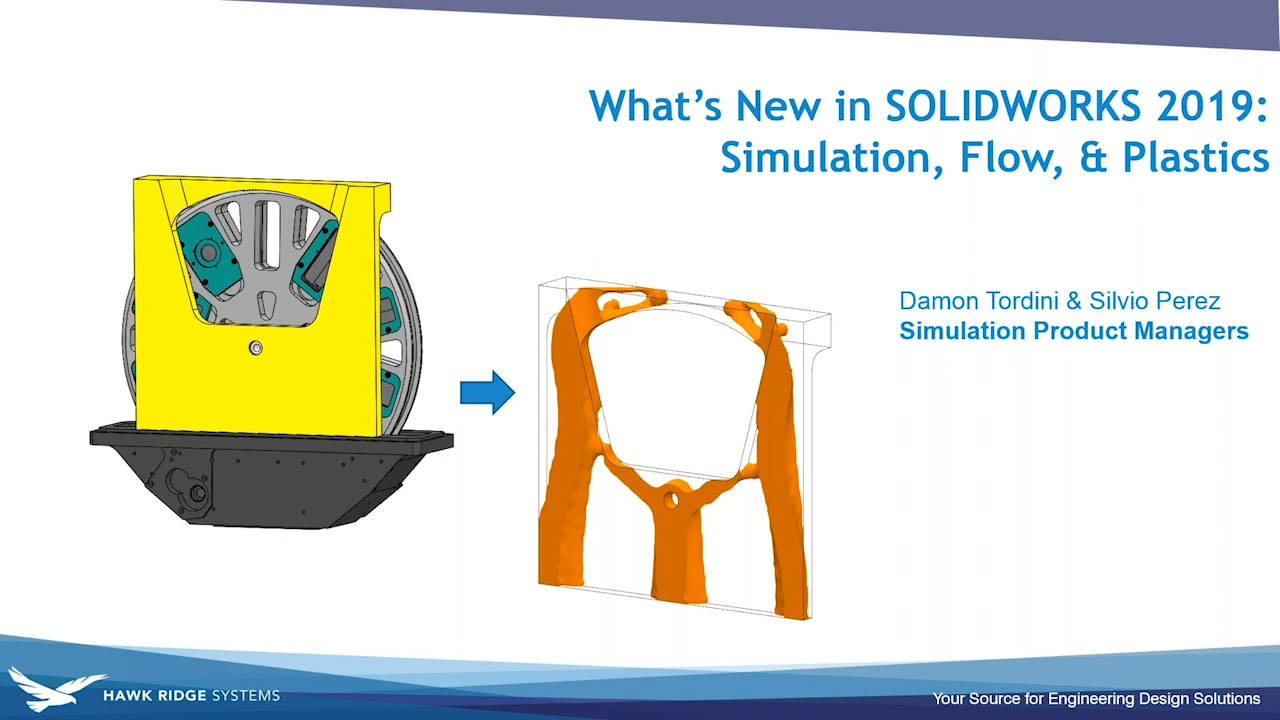 What's New in SOLIDWORKS 2019:
Simulation, Flow, & Plastics
Damon Tordini & Silvio Perez
Simulation Product Managers
HAWK RIDGE SYSTEMS
Your Source for Engineering Design Solutions